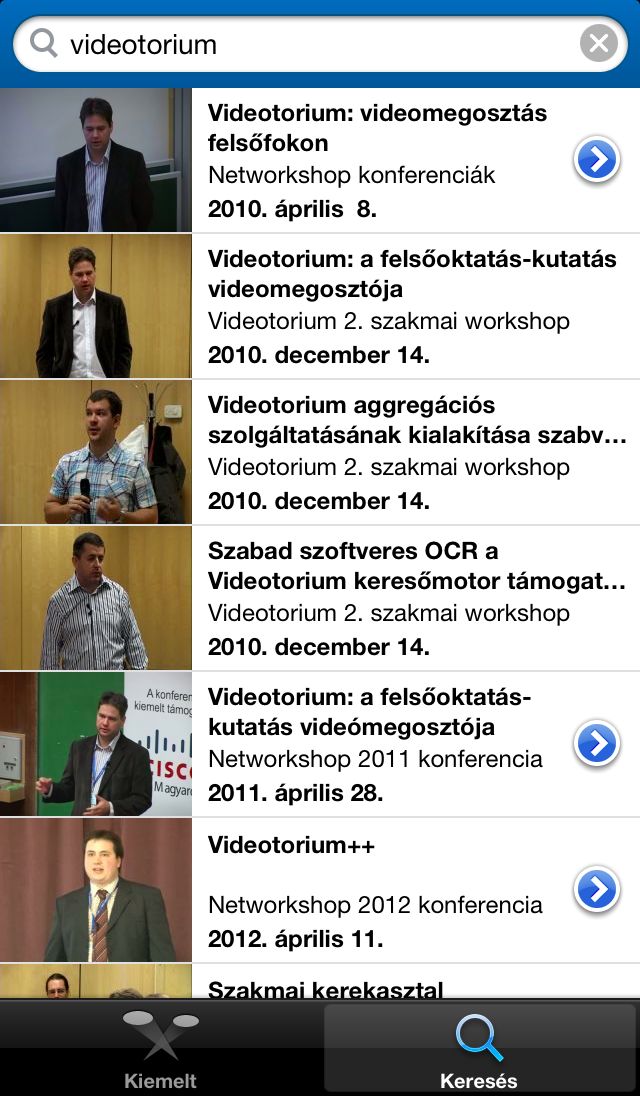 videotorium
Videotorium: videomegosztás
felsőfokon
Networkshop konferenciák
2010. április  8.
Videotorium: a felsőoktatás-kutatás
videomegosztója
Videotorium 2. szakmai workshop
2010. december 14.
Videotorium aggregációs
szolgáltatásának kialakítása szabv...
Videotorium 2. szakmai workshop
2010. december 14.
Szabad szoftveres OCR a
Videotorium keresőmotor támogat...
Videotorium 2. szakmai workshop
2010. december 14.
A konferen
kiemelt támog
CISCO
Magyaro
Videotorium: a felsőoktatás-
kutatás videómegosztója
Networkshop 2011 konferencia
2011. április 28.
Videotorium++
Networkshop 2012 konferencia
2012. április 11.
Szakmai kerekasztal
Kiemelt
Keresés